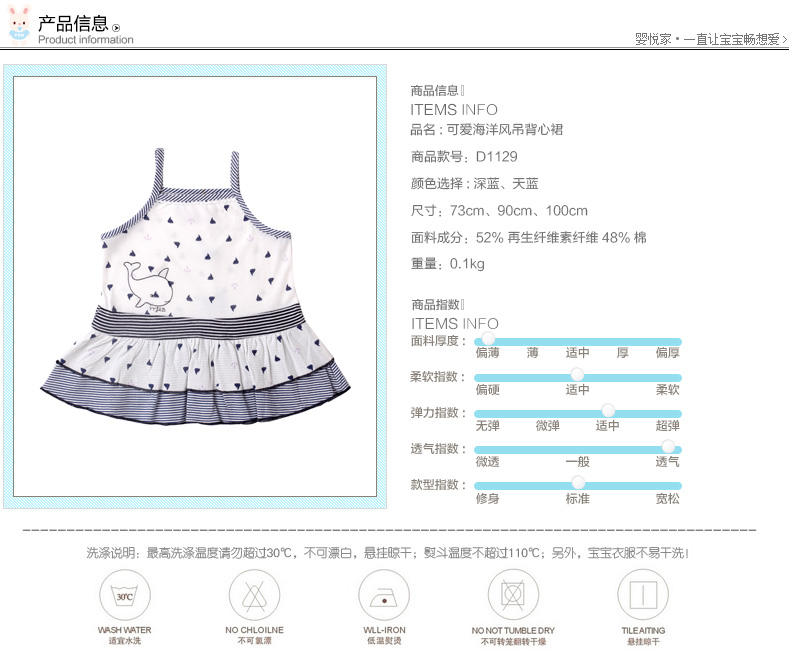 产品信息
Product information
婴悦家·一直让宝宝畅想爱>
商品信息
ITEMS INFO
品名:可爱海洋风吊背心裙
商品款号:D1129
颜色选择:深蓝、天蓝
尺寸:73cm、90cm、100cm
面料成分:52% 再生纤维素纤维 48% 棉
重量:0.1kg
商品指数
ITEMS INFO
面料厚度:
偏薄 薄 适中 厚 偏厚
柔软指数:
偏硬 适中 柔软
弹力指数:
无弹 微弹 适中 超弹
透气指数:
微透 一般 透气
款型指数:
修身 标准 宽松
洗涤说明:最高洗涤温度请勿超过30℃,不可漂白,悬挂晾干;熨斗温度不超过110℃;另外,宝宝衣服不易干洗!
30℃
WASH WATER NO CHLOILNE WLL-IRON NO NOT TUMBLE DRY TILEAITING
适宜水洗 不可氯漂 低温熨烫 不可转笼翻转干燥 悬挂晾干